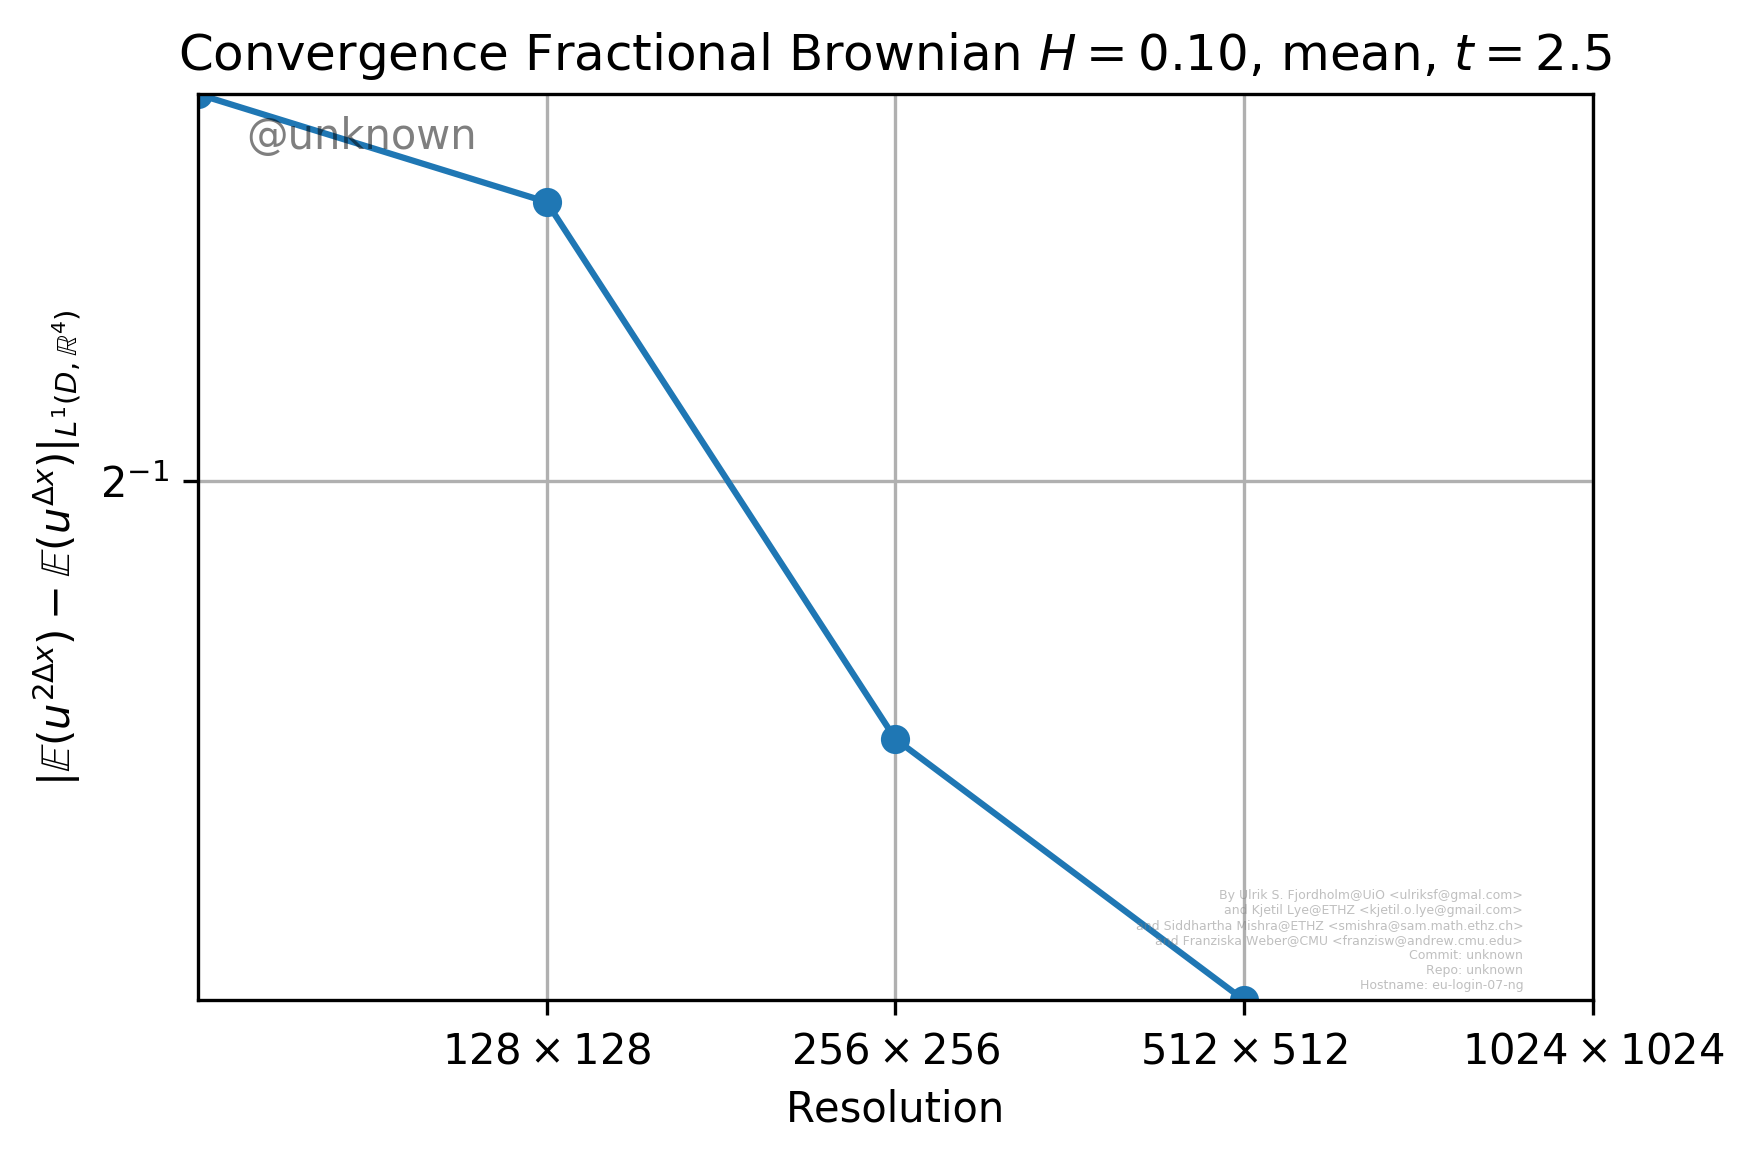 Convergence Fractional Brownian H = 0.10, mean, t = 2.5
@unknown
|𝔼(u^{2Δx}) − 𝔼(u^{Δx})|_{L^1(D, ℝ^4)}
2^{−1}
By Ulrik S. Fjordholm@UiO <ulriksf@gmal.com>
and Kjetil Lye@ETHZ <kjetil.o.lye@gmail.com>
and Siddhartha Mishra@ETHZ <smishra@sam.math.ethz.ch>
and Franziska Weber@CMU <franzisw@andrew.cmu.edu>
Commit: unknown
Repo: unknown
Hostname: eu-login-07-ng
128 × 128 256 × 256 512 × 512 1024 × 1024
Resolution